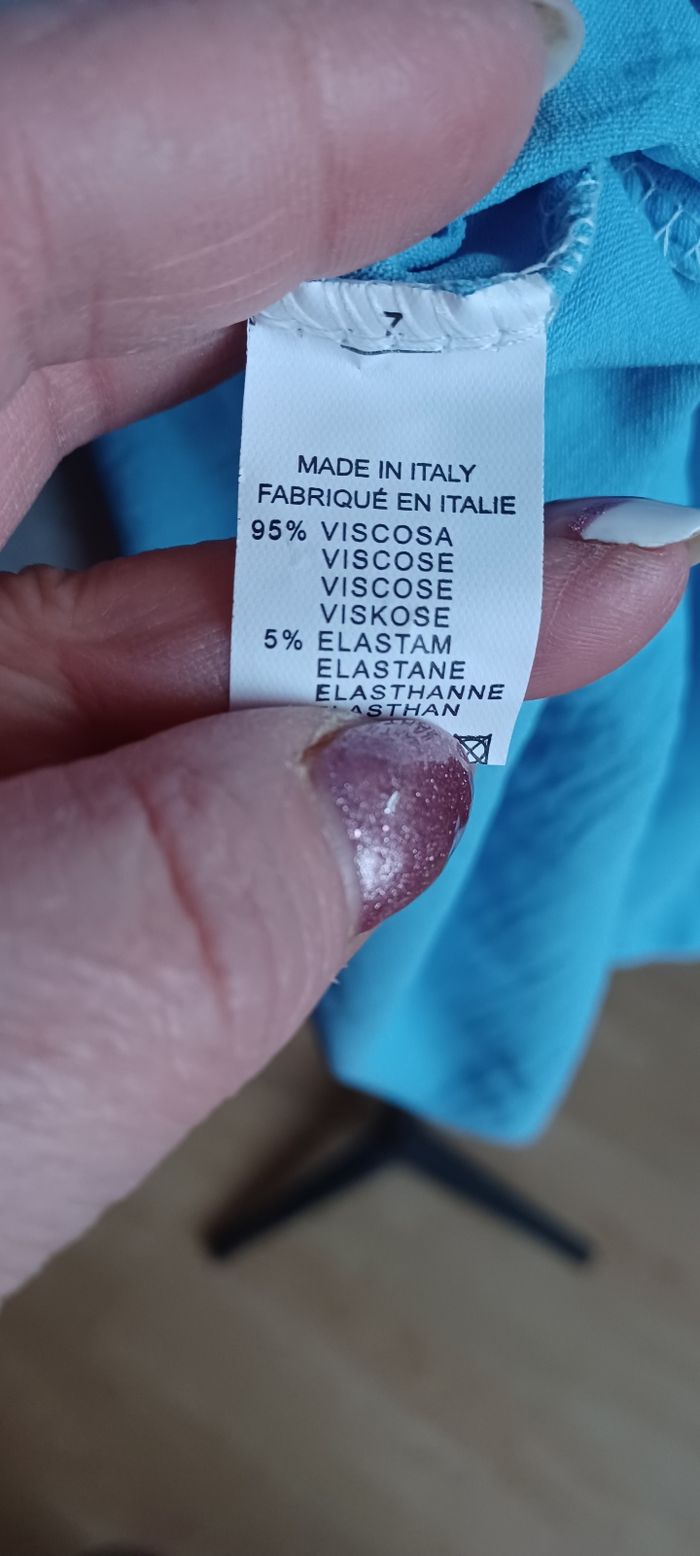 7
MADE IN ITALY
FABRIQUÉ EN ITALIE
95% VISCOSA
VISCOSE
VISCOSE
VISKOSE
5% ELASTAM
ELASTANE
ELASTHANNE
ELASTHAN